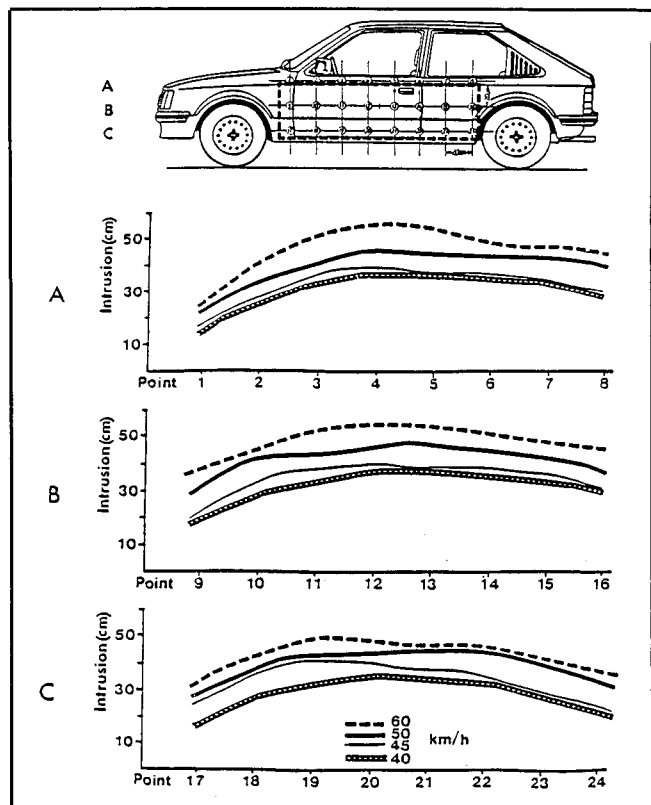 A
B
C
A
Intrusion(cm)
50
30
10
Point 1 2 3 4 5 6 7 8
B
Intrusion(cm)
50
30
10
Point 9 10 11 12 13 14 15 16
C
Intrusion(cm)
50
30
10
60
50
45
40
km/h
Point 17 18 19 20 21 22 23 24